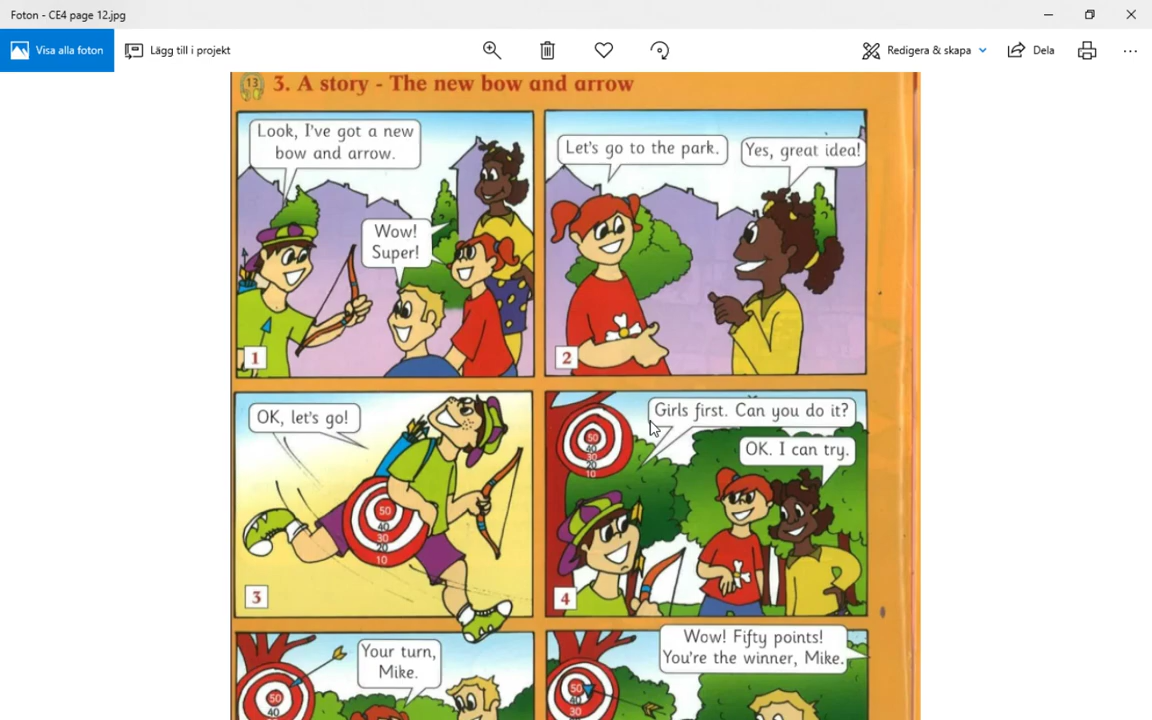 Foton - CE4 page 12.jpg
Visa alla foton
Lägg till i projekt
Redigera & skapa
Dela
13
3. A story - The new bow and arrow
Look, I've got a new
bow and arrow.
Wow!
Super!
1
Let's go to the park.
Yes, great idea!
2
OK, let's go!
50
40
30
20
10
3
Girls first. Can you do it?
OK. I can try.
50
40
30
20
10
4
Your turn,
Mike.
50
40
Wow! Fifty points!
You're the winner, Mike.
50
40
30